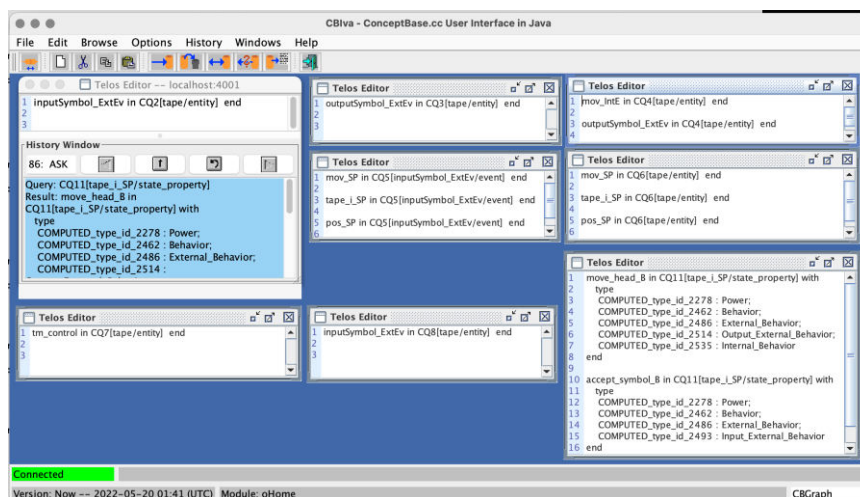 CBIva - ConceptBase.cc User Interface in Java
File Edit Browse Options History Windows Help
Telos Editor -- localhost:4001
1 inputSymbol_ExtEv in CQ2[tape/entity] end
2
3
History Window
86: ASK
Query: CQ11[tape_i_SP/state_property]
Result: move_head_B in
CQ11[tape_i_SP/state_property] with
type
COMPUTED_type_id_2278 : Power;
COMPUTED_type_id_2462 : Behavior;
COMPUTED_type_id_2486 : External_Behavior;
COMPUTED_type_id_2514 :
Telos Editor
1 outputSymbol_ExtEv in CQ3[tape/entity] end
2
3
Telos Editor
1 mov_IntE in CQ4[tape/entity] end
2
3 outputSymbol_ExtEv in CQ4[tape/entity] end
4
Telos Editor
1 mov_SP in CQ5[inputSymbol_ExtEv/event] end
2
3 tape_i_SP in CQ5[inputSymbol_ExtEv/event] end
4
5 pos_SP in CQ5[inputSymbol_ExtEv/event] end
6
Telos Editor
1 mov_SP in CQ6[tape/entity] end
2
3 tape_i_SP in CQ6[tape/entity] end
4
5 pos_SP in CQ6[tape/entity] end
6
Telos Editor
1 tm_control in CQ7[tape/entity] end
2
3
Telos Editor
1 inputSymbol_ExtEv in CQ8[tape/entity] end
2
3
Telos Editor
1 move_head_B in CQ11[tape_i_SP/state_property] with
2 type
3 COMPUTED_type_id_2278 : Power;
4 COMPUTED_type_id_2462 : Behavior;
5 COMPUTED_type_id_2486 : External_Behavior;
6 COMPUTED_type_id_2514 : Output_External_Behavior;
7 COMPUTED_type_id_2535 : Internal_Behavior
8 end
9
10 accept_symbol_B in CQ11[tape_i_SP/state_property] with
11 type
12 COMPUTED_type_id_2278 : Power;
13 COMPUTED_type_id_2462 : Behavior;
14 COMPUTED_type_id_2486 : External_Behavior;
15 COMPUTED_type_id_2493 : Input_External_Behavior
16 end
Connected
Version: Now -- 2022-05-20 01:41 (UTC) Module: oHome CBGraph